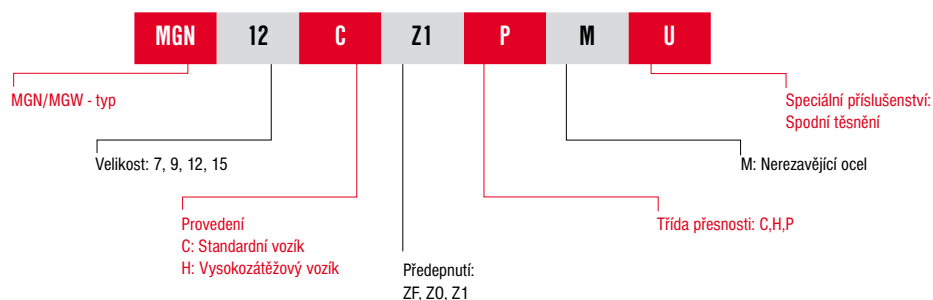 MGN 12 C Z1 P M U
MGN/MGW - typ
Speciální příslušenství:
Spodní těsnění
Velikost: 7, 9, 12, 15
M: Nerezavějící ocel
Provedení
C: Standardní vozík
H: Vysokozátěžový vozík
Třída přesnosti: C,H,P
Předepnutí:
ZF, Z0, Z1